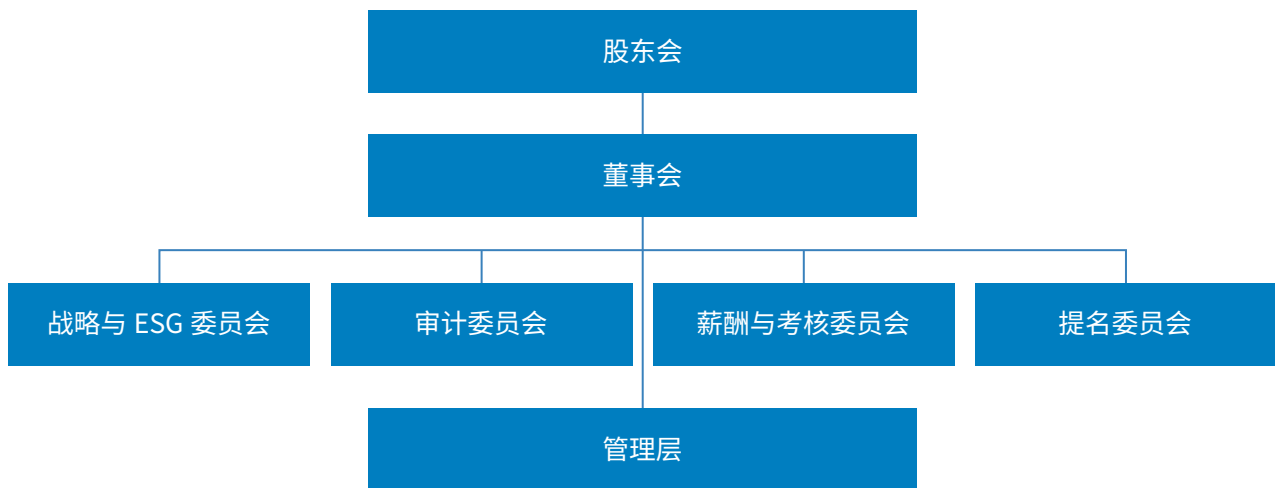 股东会
董事会
战略与 ESG 委员会
审计委员会
薪酬与考核委员会
提名委员会
管理层